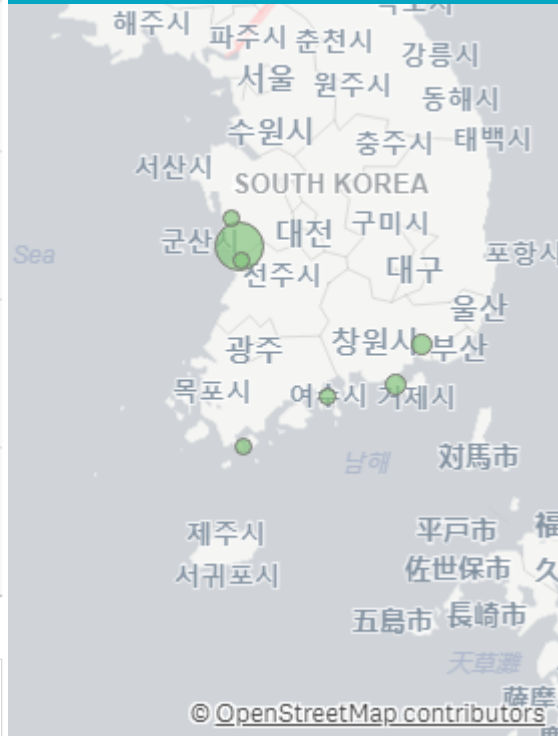 해주시
파주시 춘천시
강릉시
서울 원주시
동해시
수원시
충주시 태백시
서산시
SOUTH KOREA
군산시
대전 구미시
Sea
포항시
전주시
대구
울산
광주
창원시 부산
목포시
여수시 거제시
남해
対馬市
제주시
平戸市
福
서귀포시
佐世保市 久
五島市 長崎市
天草灘
薩摩
© OpenStreetMap contributors